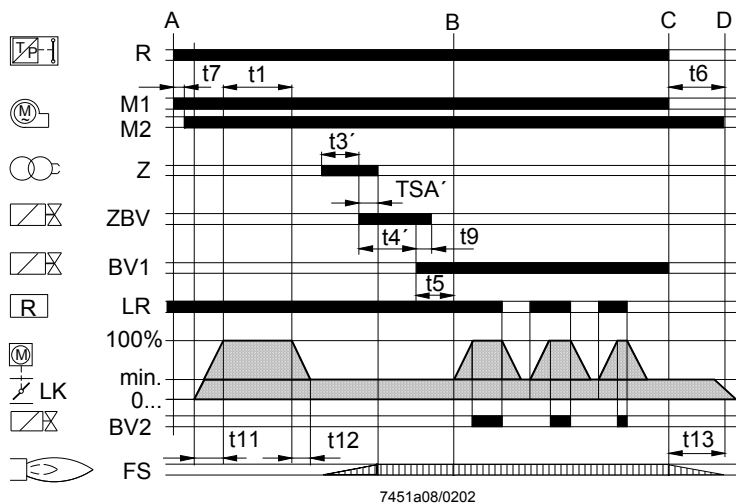 A B C D
T P R
t7 t1 t6
M1
M M2
t3´
Z
TSA´
ZBV
t4´ t9
BV1
t5
R LR
100%
M
min.
LK
0...
BV2
t11 t12 t13
FS
7451a08/0202